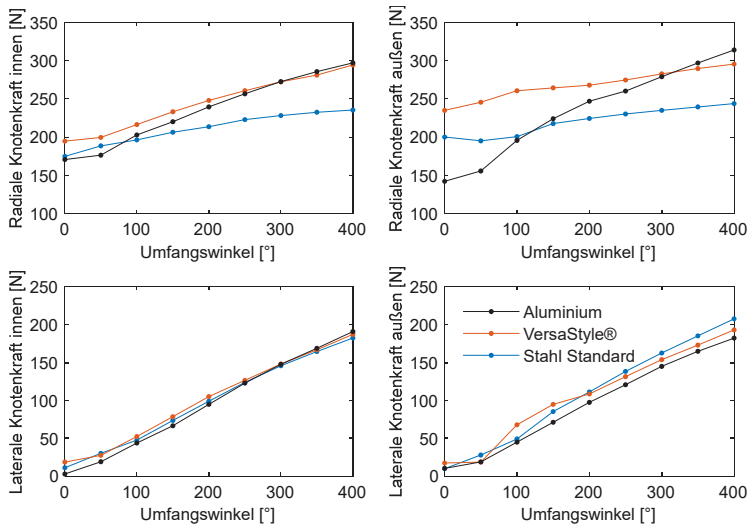 Radiale Knotenkraft innen [N]
350
300
250
200
150
100
0 100 200 300 400
Umfangswinkel [°]
Radiale Knotenkraft außen [N]
350
300
250
200
150
100
0 100 200 300 400
Umfangswinkel [°]
Laterale Knotenkraft innen [N]
250
200
150
100
50
0
0 100 200 300 400
Umfangswinkel [°]
Laterale Knotenkraft außen [N]
250
200
150
100
50
0
Aluminium
VersaStyle®
Stahl Standard
0 100 200 300 400
Umfangswinkel [°]